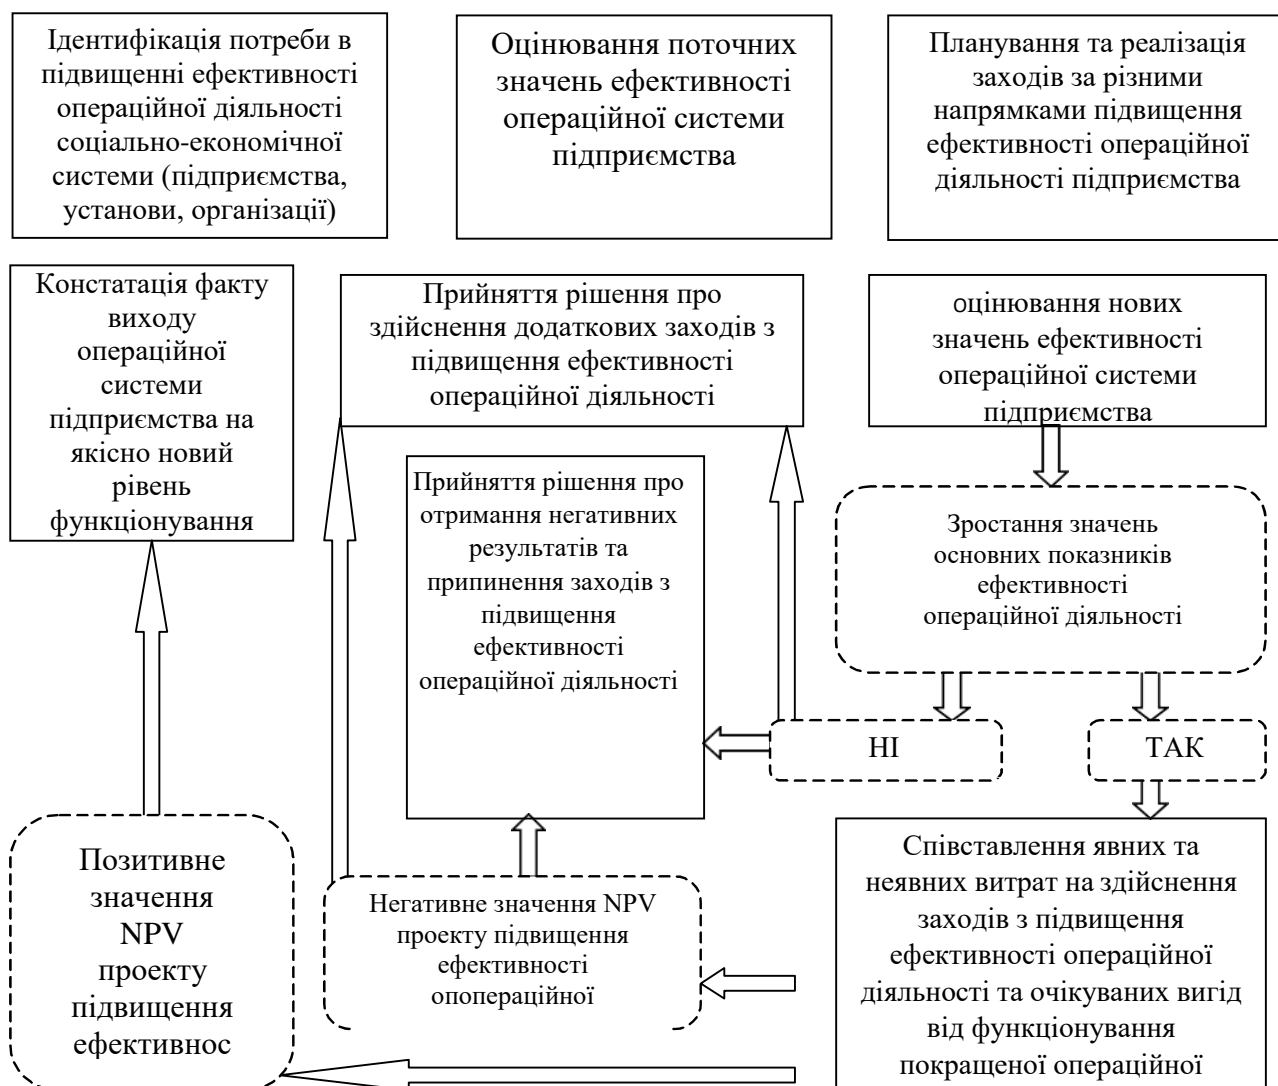 Ідентифікація потреби в
підвищенні ефективності
операційної діяльності
соціально-економічної
системи (підприємства,
установи, організації)
Оцінювання поточних
значень ефективності
операційної системи
підприємства
Планування та реалізація
заходів за різними
напрямками підвищення
ефективності операційної
діяльності підприємства
Констатація факту
виходу
операційної
системи
підприємства на
якісно новий
рівень
функціонування
Прийняття рішення про
здійснення додаткових заходів з
підвищення ефективності
операційної діяльності
оцінювання нових
значень ефективності
операційної системи
підприємства
Прийняття рішення про
отримання негативних
результатів та
припинення заходів з
підвищення
ефективності
операційної діяльності
Зростання значень
основних показників
ефективності
операційної діяльності
НІ
ТАК
Позитивне
значення
NPV
проекту
підвищення
ефективнос
Негативне значення NPV
проекту підвищення
ефективності
опопераційної
Співставлення явних та
неявних витрат на здійснення
заходів з підвищення
ефективності операційної
діяльності та очікуваних вигід
від функціонування
покращеної операційної